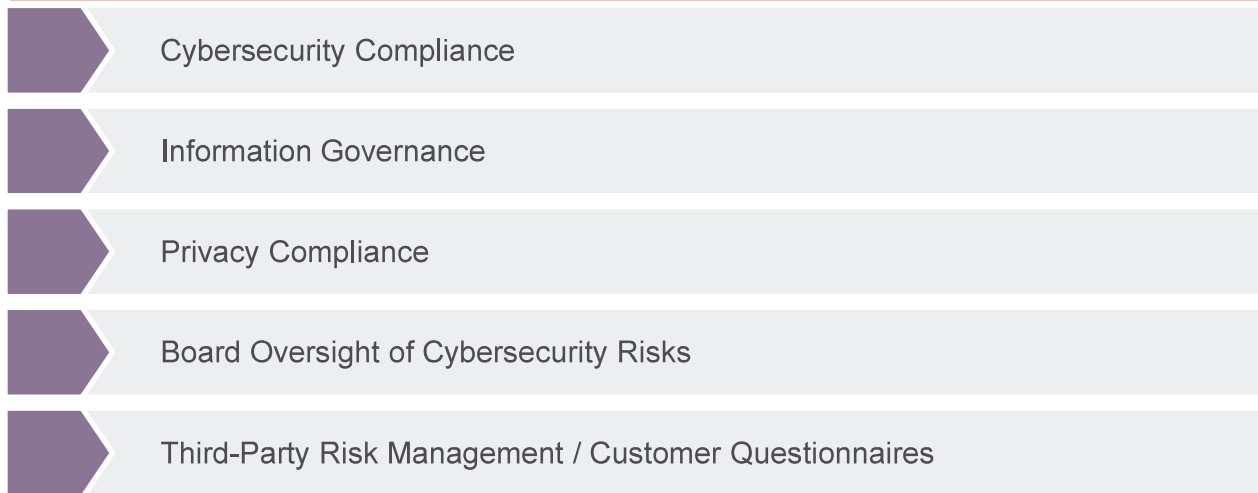 Cybersecurity Compliance
Information Governance
Privacy Compliance
Board Oversight of Cybersecurity Risks
Third-Party Risk Management / Customer Questionnaires